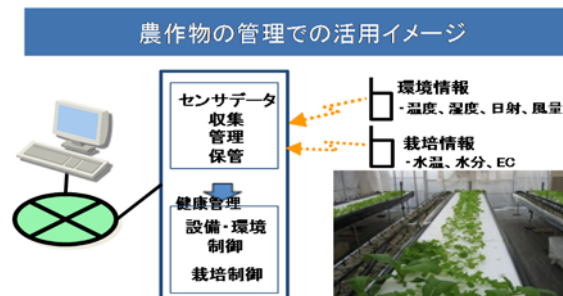 農作物の管理での活用イメージ
センサデータ
収集
管理
保管
健康管理
設備・環境
制御
栽培制御
環境情報
・温度、湿度、日射、風量
栽培情報
・水温、水分、EC